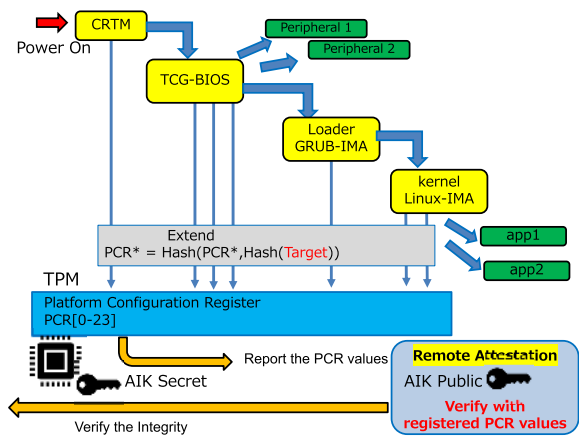 CRTM
Power On
Peripheral 1
Peripheral 2
TCG-BIOS
Loader
GRUB-IMA
kernel
Linux-IMA
app1
app2
Extend
PCR* = Hash(PCR*,Hash(Target))
TPM
Platform Configuration Register
PCR[0-23]
Report the PCR values
Remote Attestation
AIK Secret
AIK Public
Verify with
registered PCR values
Verify the Integrity